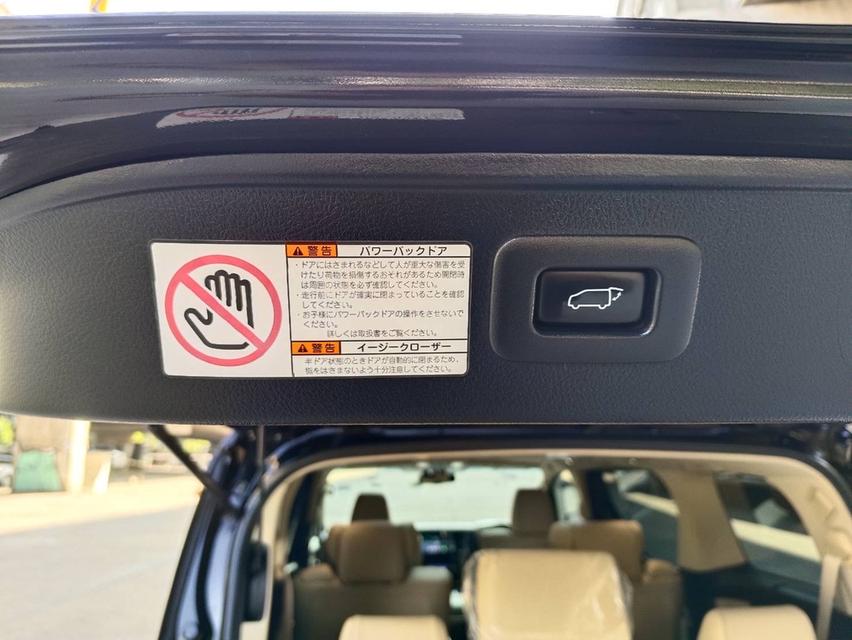 警告 パワーバックドア
・ドアにはさまれるなどして人が重大な傷害を受
けたり荷物を損傷するおそれがあるため開閉時
は周囲の状態を必ず確認してください。
・走行前にドアが確実に閉まっていることを確認
してください。
・お子様にパワーバックドアの操作をさせないで
ください。
詳しくは取扱書をご覧ください。
警告 イージークローザー
半ドア状態のときドアが自動的に閉まるため、
指をはさまないよう十分注意してください。